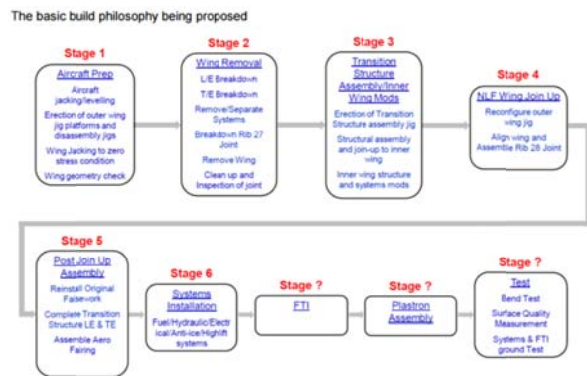 The basic build philosophy being proposed
Stage 1
Aircraft Prep
Aircraft
jacking/levelling
Erection of outer wing
jig platforms and
disassembly jigs
Wing Jacking to zero
stress condition
Wing geometry check
Stage 2
Wing Removal
L/E Breakdown
T/E Breakdown
Remove/Separate
Systems
Breakdown Rib 27
Joint
Remove Wing
Clean up and
Inspection of joint
Stage 3
Transition
Structure
Assembly/Inner
Wing Mods
Erection of Transition
Structure assembly jig
Structural assembly
and join-up to inner
wing
Inner wing structure
and systems mods
Stage 4
NLF Wing Join Up
Reconfigure outer
wing jig
Align wing and
Assemble Rib 28 Joint
Stage 5
Post Join Up
Assembly
Reinstall Original
Falsework
Complete Transition
Structure LE & TE
Assemble Aero
Fairing
Stage 6
Systems
Installation
Fuel/Hydraulic/Electr
ical/Anti-ice/Highlift
systems
Stage ?
FTI
Stage ?
Plastron
Assembly
Stage ?
Test
Bend Test
Surface Quality
Measurement
Systems & FTI
ground Test